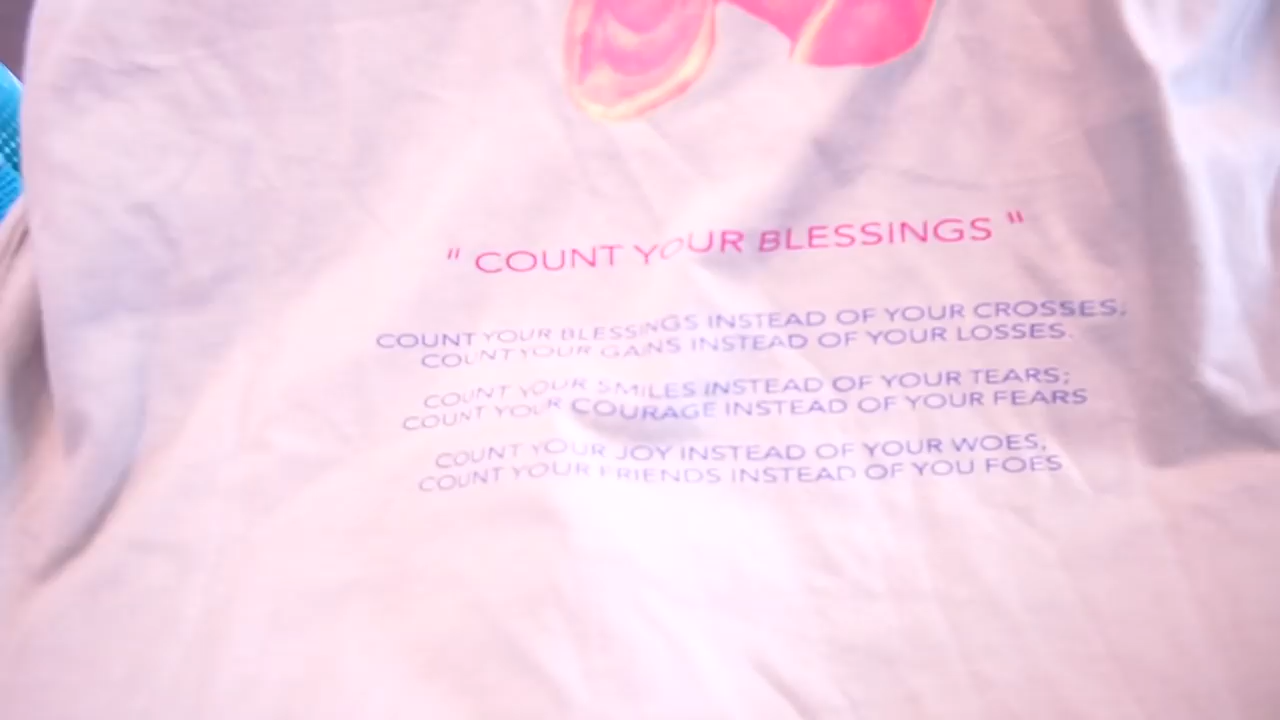 " COUNT YOUR BLESSINGS "
COUNT YOUR BLESSINGS INSTEAD OF YOUR CROSSES;
COUNT YOUR GAINS INSTEAD OF YOUR LOSSES.
COUNT YOUR SMILES INSTEAD OF YOUR TEARS;
COUNT YOUR COURAGE INSTEAD OF YOUR FEARS
COUNT YOUR JOY INSTEAD OF YOUR WOES,
COUNT YOUR FRIENDS INSTEAD OF YOU FOES